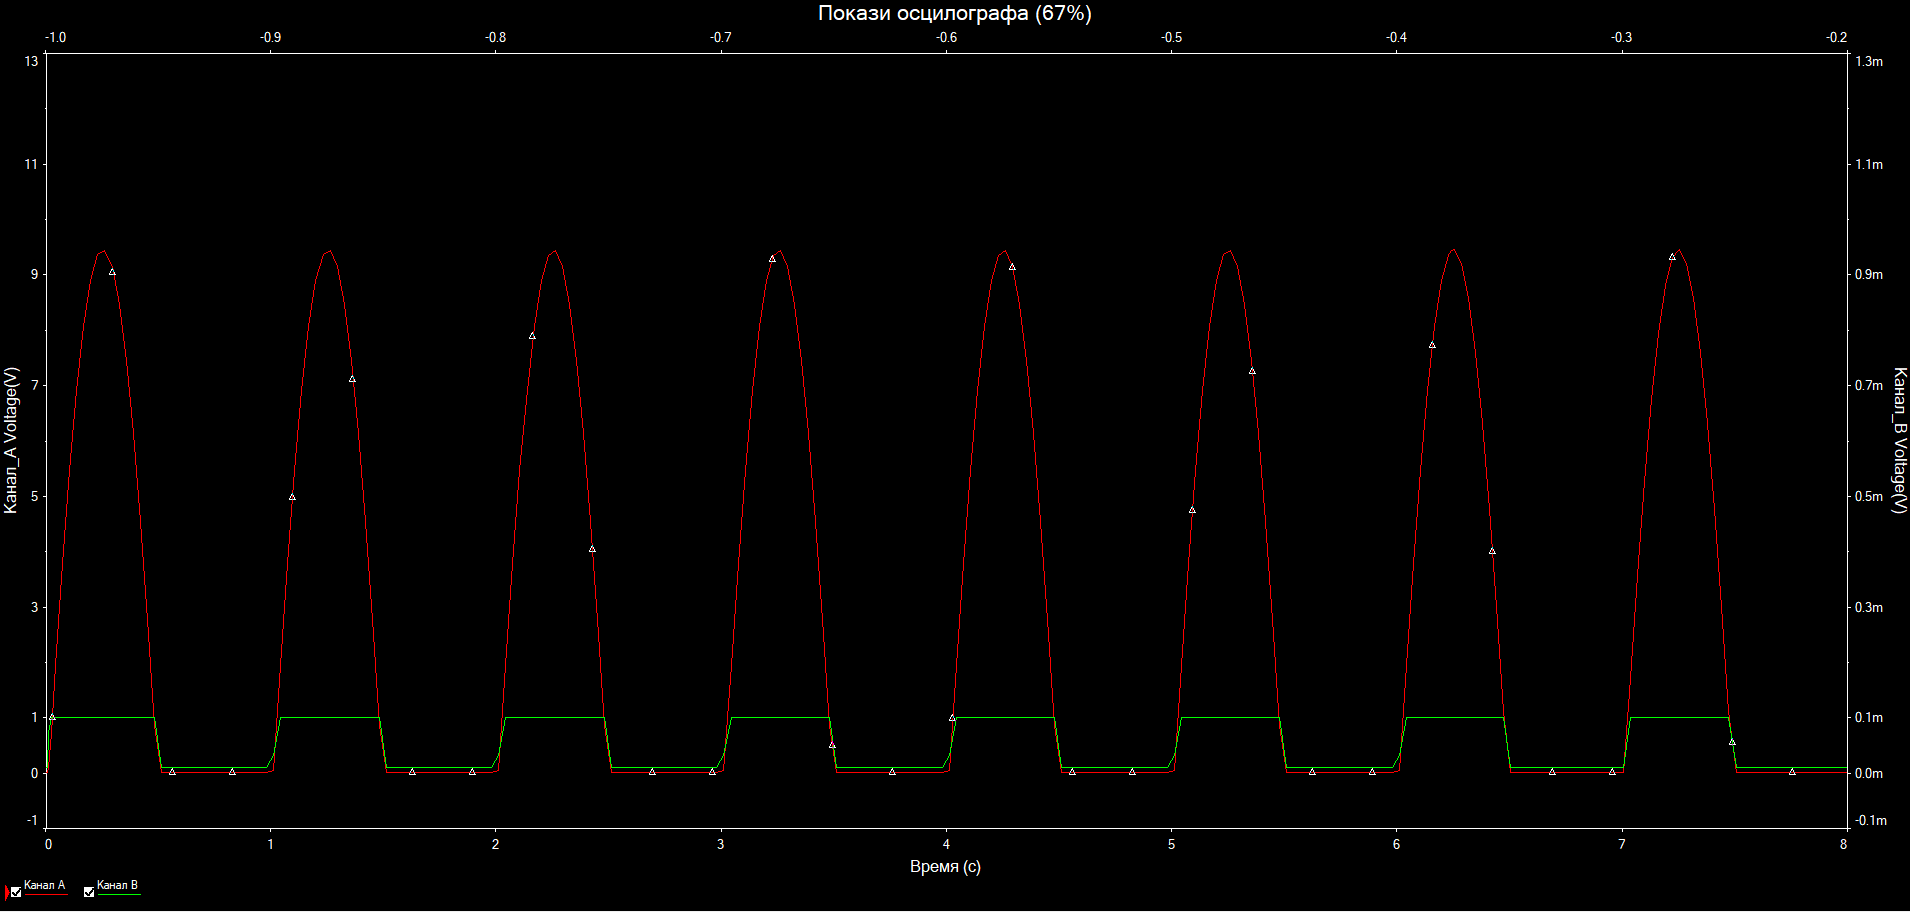 Покази осцилографа (67%)
-1.0 -0.9 -0.8 -0.7 -0.6 -0.5 -0.4 -0.3 -0.2
13 1.3m
11 1.1m
9 0.9m
7 0.7m
Канал_A Voltage(V)
Канал_B Voltage(V)
5 0.5m
3 0.3m
1 0.1m
0 0.0m
-1 -0.1m
0 1 2 3 4 5 6 7 8
Время (с)
Канал A Канал B